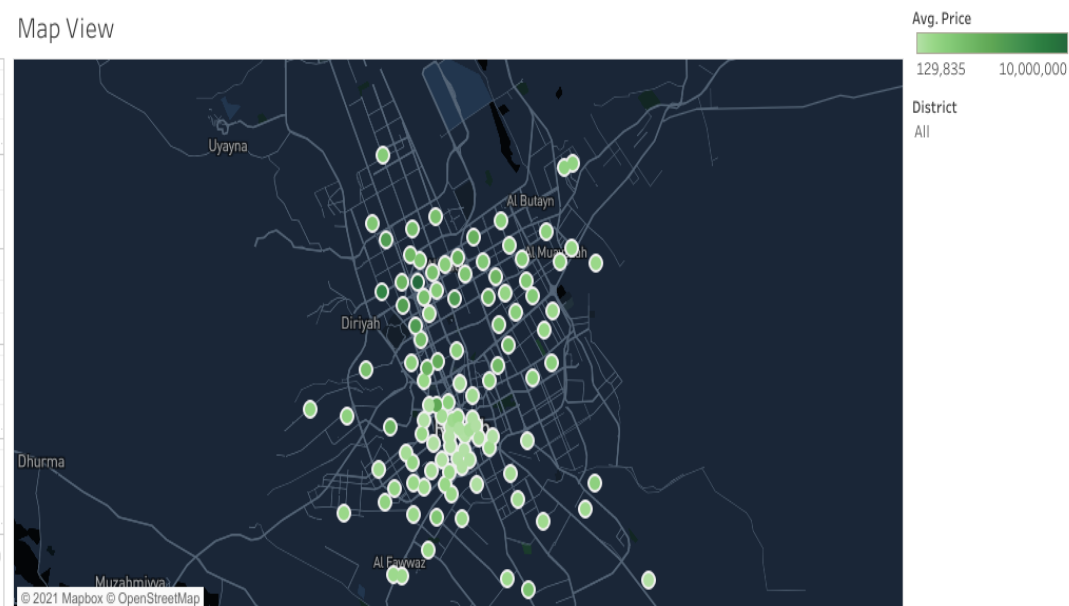 Map View
Avg. Price
129,835 10,000,000
District
All
Uyayna
Al Butayn
Diriyah
Dhurma
Al Fawwaz
Muzahmiyya
© 2021 Mapbox © OpenStreetMap